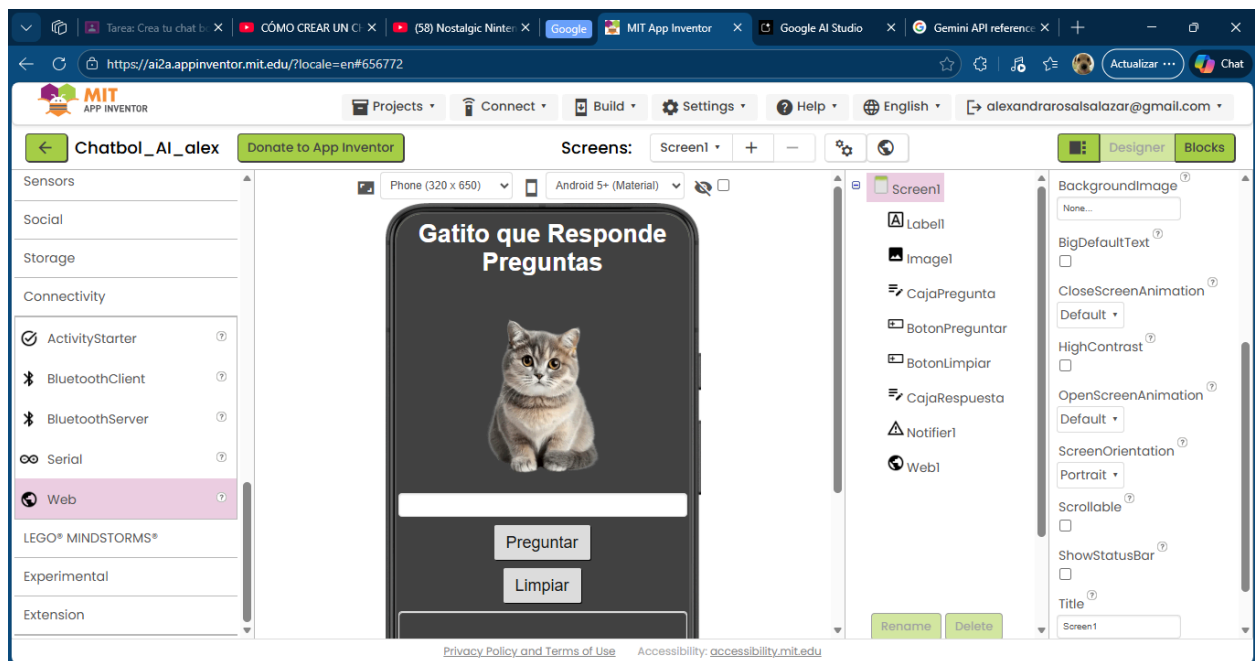 Tarea: Crea tu chat bo
CÓMO CREAR UN CH
(58) Nostalgic Ninten
Google
MIT App Inventor
Google AI Studio
Gemini API reference
https://ai2a.appinventor.mit.edu/?locale=en#656772
Actualizar
Chat
MIT
APP INVENTOR
Projects
Connect
Build
Settings
Help
English
alexandrarosalsalazar@gmail.com
Chatbol_AI_alex
Donate to App Inventor
Screens:
Screen1
Designer
Blocks
Sensors
Social
Storage
Connectivity
ActivityStarter
BluetoothClient
BluetoothServer
Serial
Web
LEGO® MINDSTORMS®
Experimental
Extension
Phone (320 x 650)
Android 5+ (Material)
Gatito que Responde
Preguntas
Preguntar
Limpiar
Screen1
Label1
Image1
CajaPregunta
BotonPreguntar
BotonLimpiar
CajaRespuesta
Notifier1
Web1
Rename
Delete
BackgroundImage
None...
BigDefaultText
CloseScreenAnimation
Default
HighContrast
OpenScreenAnimation
Default
ScreenOrientation
Portrait
Scrollable
ShowStatusBar
Title
Screen1
Privacy Policy and Terms of Use
Accessibility: accessibility.mit.edu